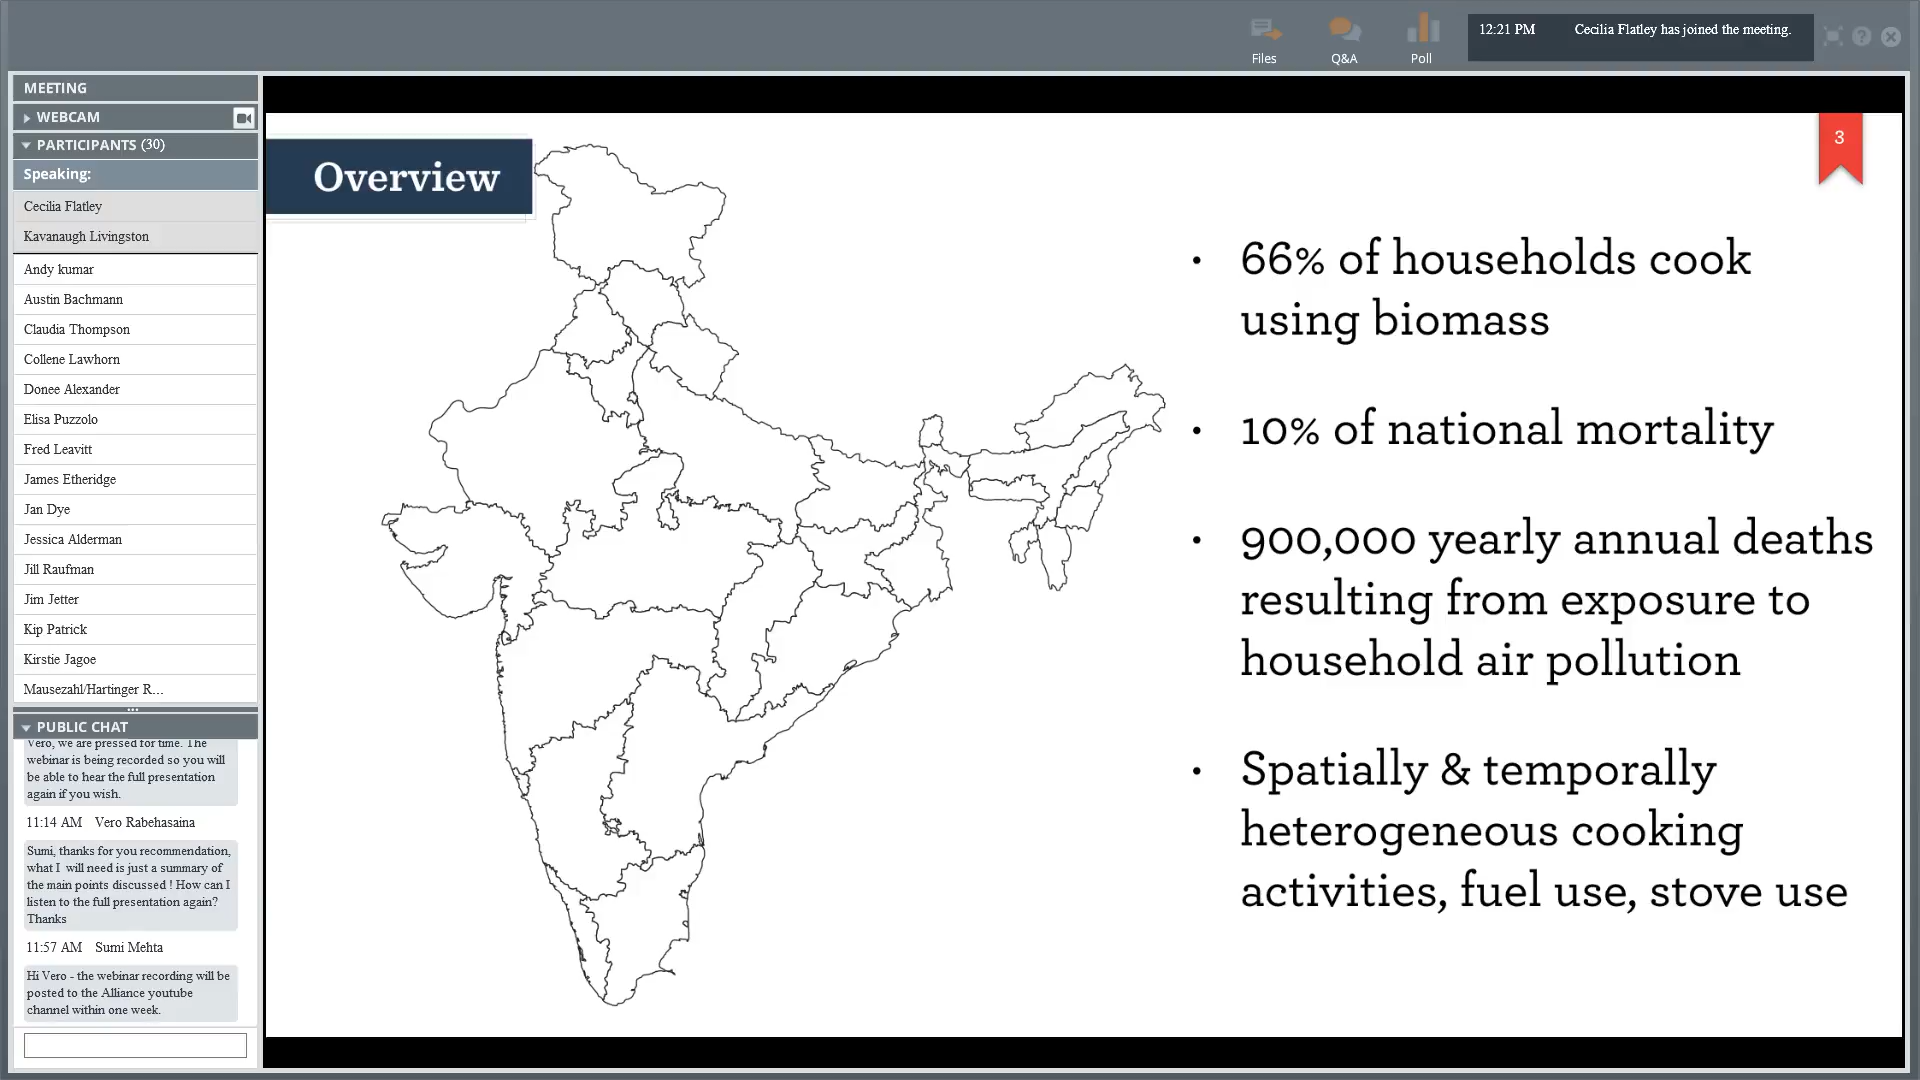 Files
Q&A
Poll
12:21 PM Cecilia Flatley has joined the meeting.
MEETING
WEBCAM
PARTICIPANTS (30)
Speaking:
Cecilia Flatley
Kavanaugh Livingston
Andy kumar
Austin Bachmann
Claudia Thompson
Collene Lawhorn
Donee Alexander
Elisa Puzzolo
Fred Leavitt
James Etheridge
Jan Dye
Jessica Alderman
Jill Raufman
Jim Jetter
Kip Patrick
Kirstie Jagoe
Mausezahl/Hartinger R...
PUBLIC CHAT
Vero, we are pressed for time. The
webinar is being recorded so you will
be able to hear the full presentation
again if you wish.
11:14 AM Vero Rabehasaina
Sumi, thanks for you recommendation,
what I will need is just a summary of
the main points discussed ! How can I
listen to the full presentation again?
Thanks
11:57 AM Sumi Mehta
Hi Vero - the webinar recording will be
posted to the Alliance youtube
channel within one week.
Overview
3
• 66% of households cook
using biomass
• 10% of national mortality
• 900,000 yearly annual deaths
resulting from exposure to
household air pollution
• Spatially & temporally
heterogeneous cooking
activities, fuel use, stove use